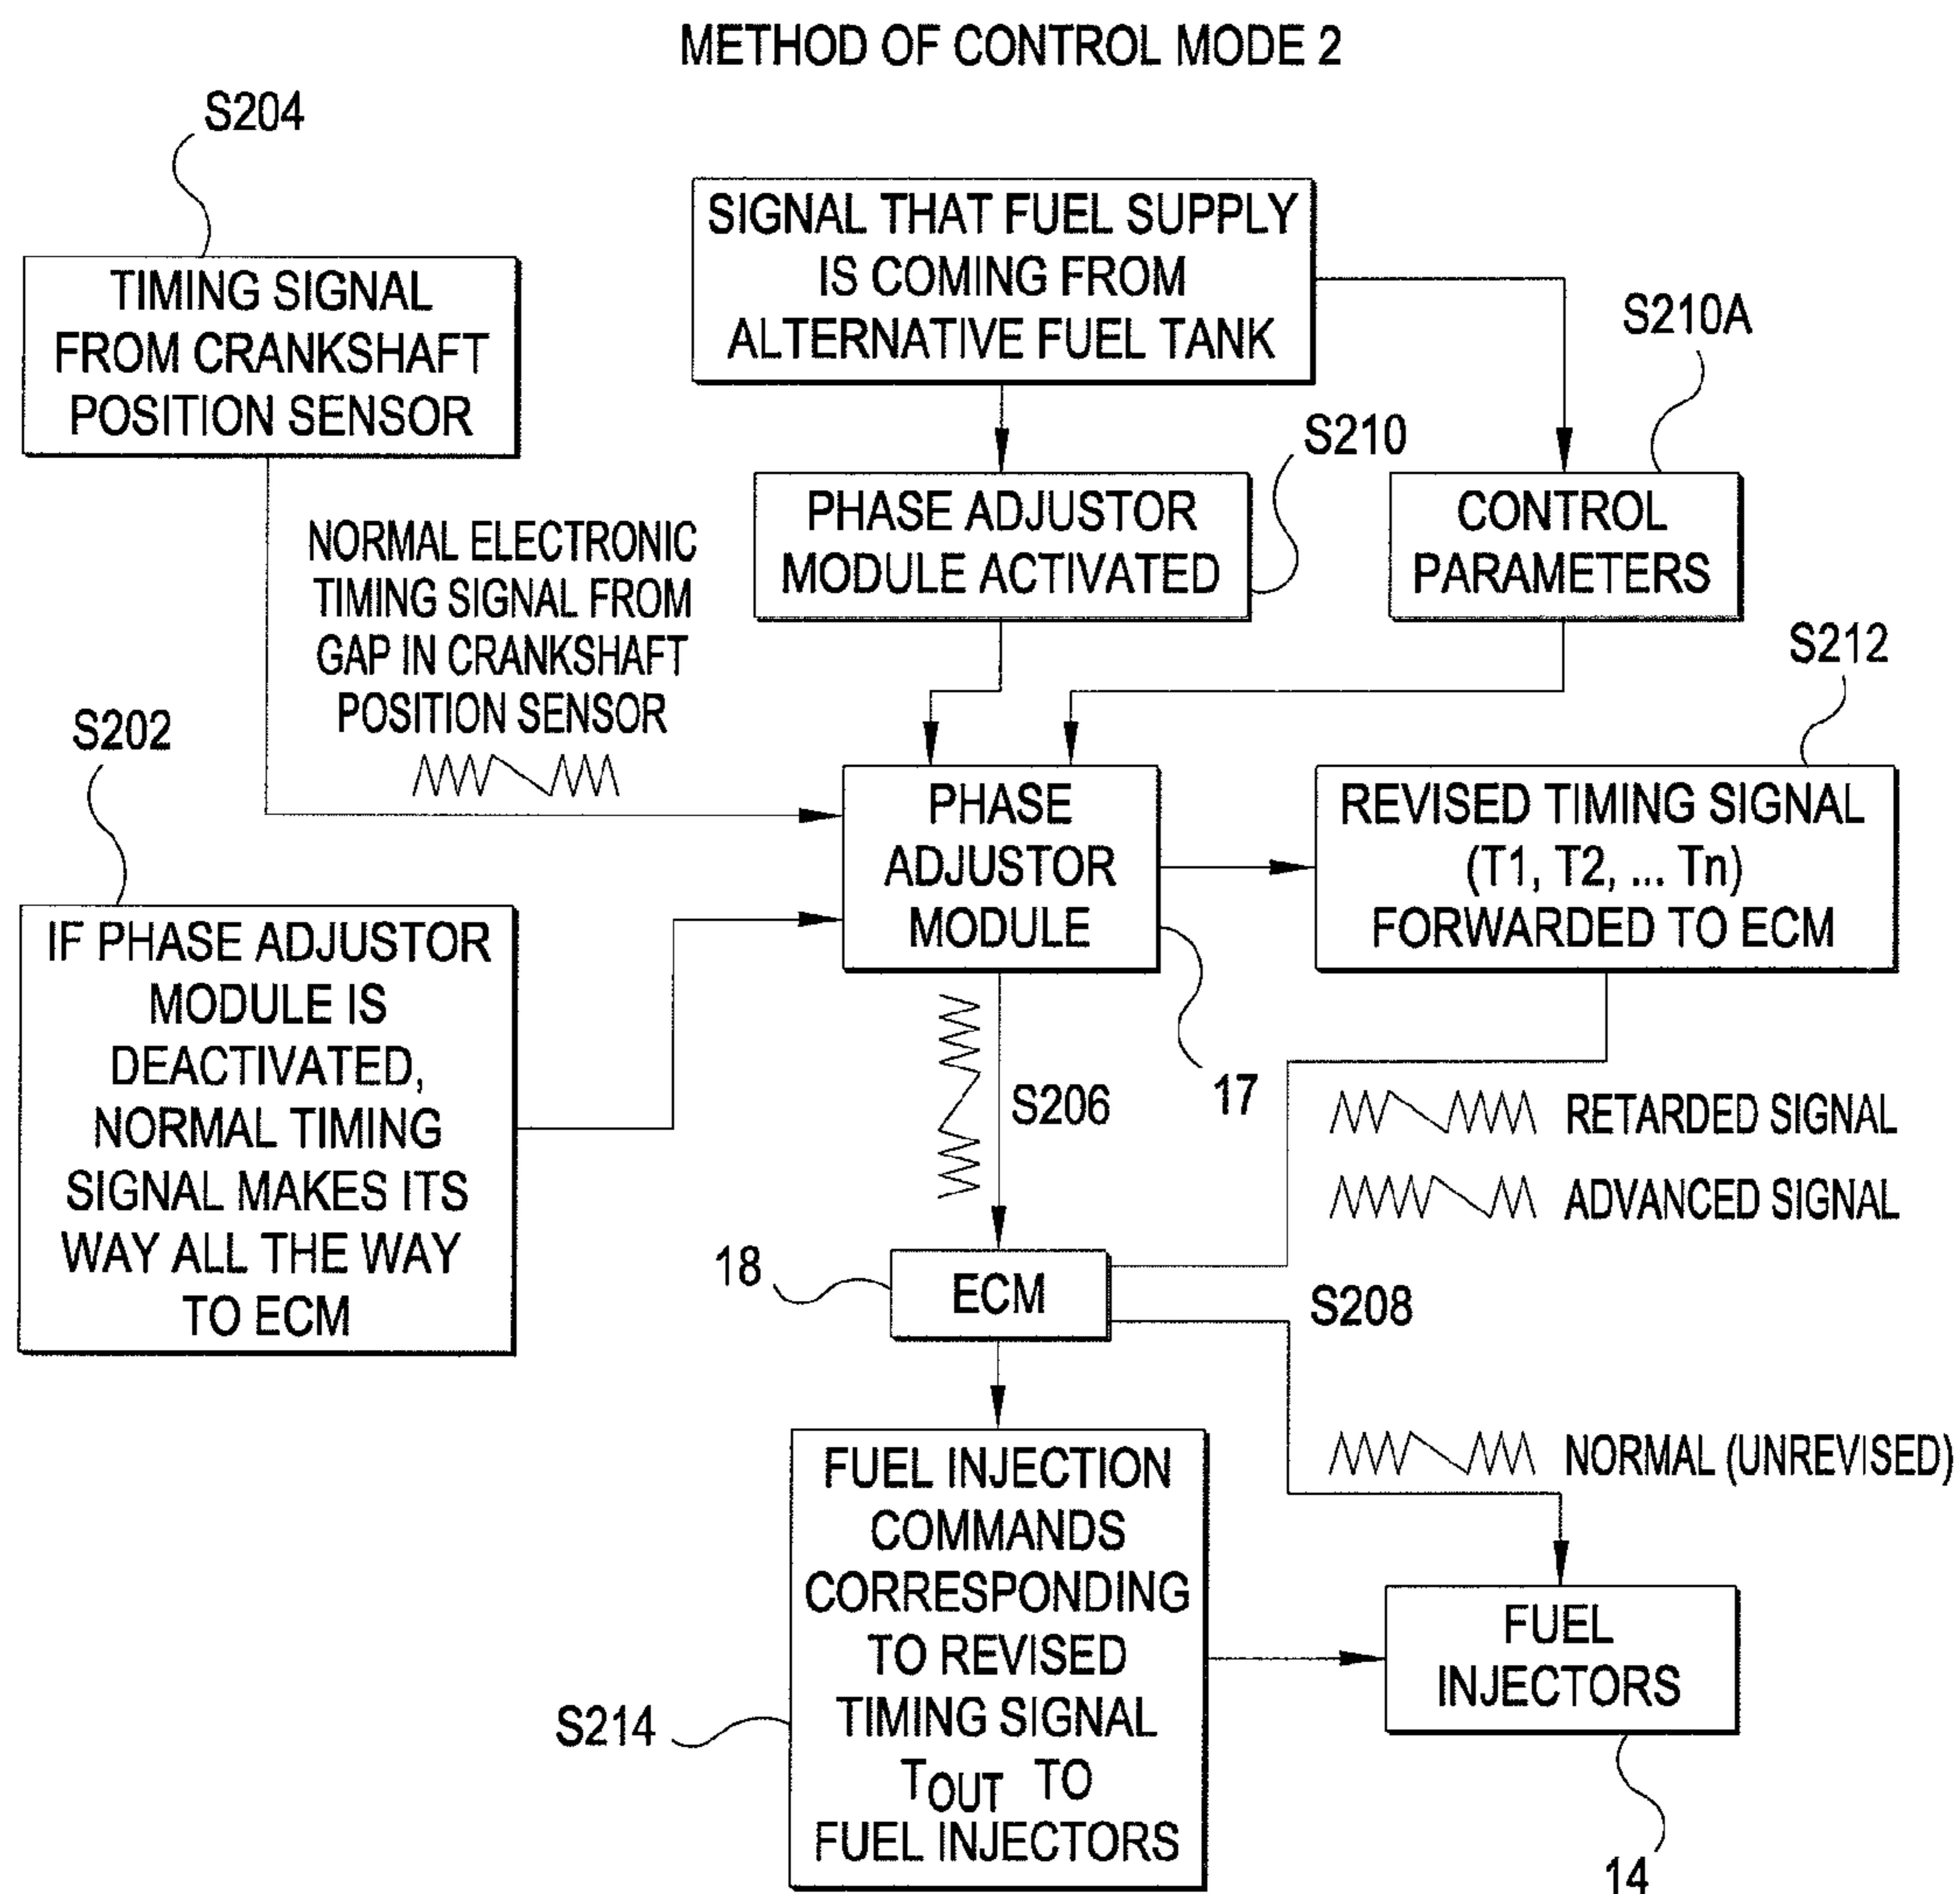 METHOD OF CONTROL MODE 2
S204
TIMING SIGNAL
FROM CRANKSHAFT
POSITION SENSOR
SIGNAL THAT FUEL SUPPLY
IS COMING FROM
ALTERNATIVE FUEL TANK
S210A
S210
PHASE ADJUSTOR
MODULE ACTIVATED
CONTROL
PARAMETERS
NORMAL ELECTRONIC
TIMING SIGNAL FROM
GAP IN CRANKSHAFT
POSITION SENSOR
S212
S202
PHASE
ADJUSTOR
MODULE
REVISED TIMING SIGNAL
(T1, T2, ... Tn)
FORWARDED TO ECM
IF PHASE ADJUSTOR
MODULE IS
DEACTIVATED,
NORMAL TIMING
SIGNAL MAKES ITS
WAY ALL THE WAY
TO ECM
17
S206
RETARDED SIGNAL
ADVANCED SIGNAL
18
ECM
S208
NORMAL (UNREVISED)
FUEL INJECTION
COMMANDS
CORRESPONDING
TO REVISED
TIMING SIGNAL
TOUT TO
FUEL INJECTORS
S214
FUEL
INJECTORS
14